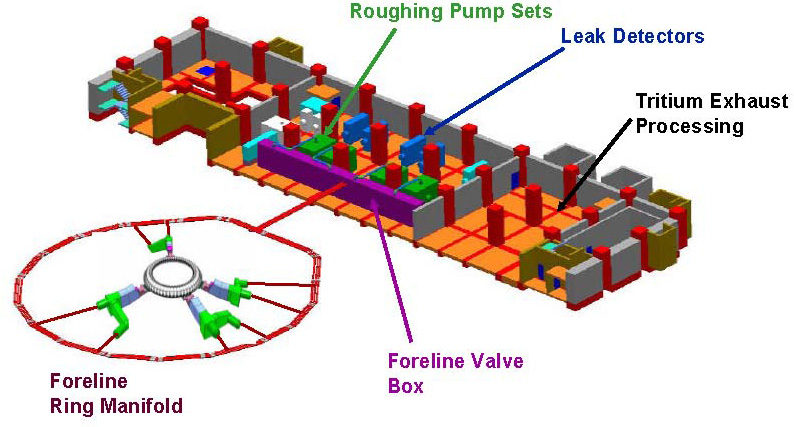 Roughing Pump Sets
Leak Detectors
Tritium Exhaust
Processing
Foreline Valve
Box
Foreline
Ring Manifold